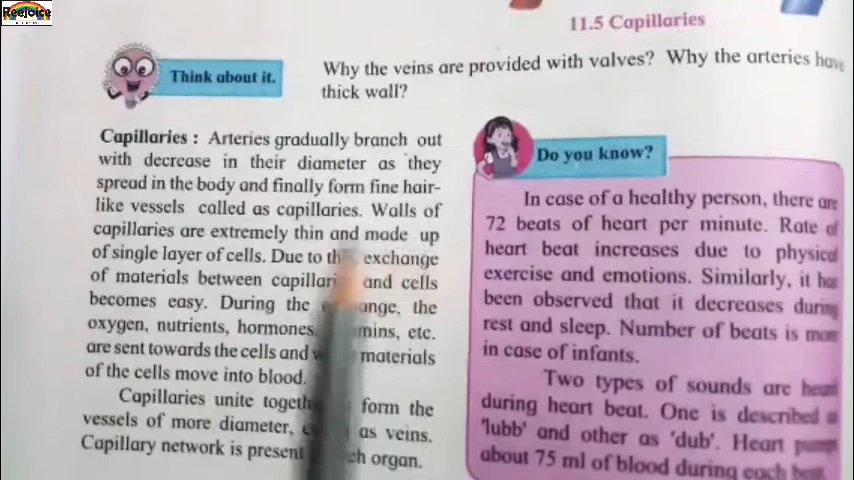 Reejoice
11.5 Capillaries
Think about it.
Why the veins are provided with valves? Why the arteries have
thick wall?
Capillaries : Arteries gradually branch out
with decrease in their diameter as they
spread in the body and finally form fine hair-
like vessels called as capillaries. Walls of
capillaries are extremely thin and made up
of single layer of cells. Due to this exchange
of materials between capillaries and cells
becomes easy. During the exchange, the
oxygen, nutrients, hormones, etc.
are sent towards the cells and materials
of the cells move into blood.
Capillaries unite together form the
vessels of more diameter, as veins.
Capillary network is present organ.
Do you know?
In case of a healthy person, there are
72 beats of heart per minute. Rate of
heart beat increases due to physical
exercise and emotions. Similarly, it has
been observed that it decreases during
rest and sleep. Number of beats is more
in case of infants.
Two types of sounds are heard
during heart beat. One is described as
'lubb' and other as 'dub'. Heart pumps
about 75 ml of blood during each beat.